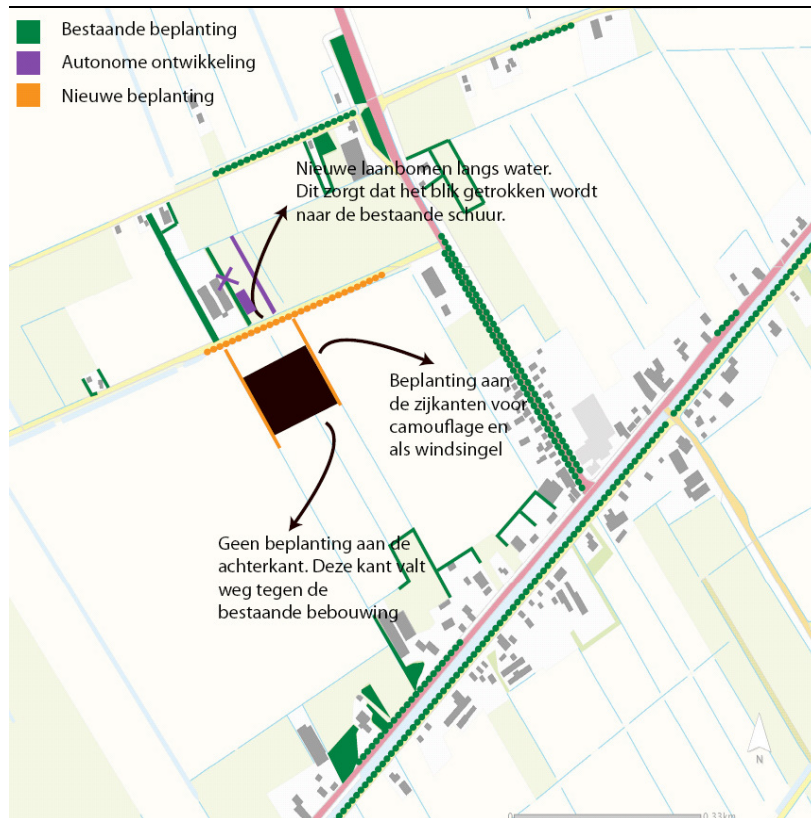 Bestaande beplanting
Autonome ontwikkeling
Nieuwe beplanting
Nieuwe laanbomen langs water.
Dit zorgt dat het blik getrokken wordt
naar de bestaande schuur.
Beplanting aan
de zijkanten voor
camouflage en
als windsingel
Geen beplanting aan de
achterkant. Deze kant valt
weg tegen de
bestaande bebouwing
N
0 0.33km